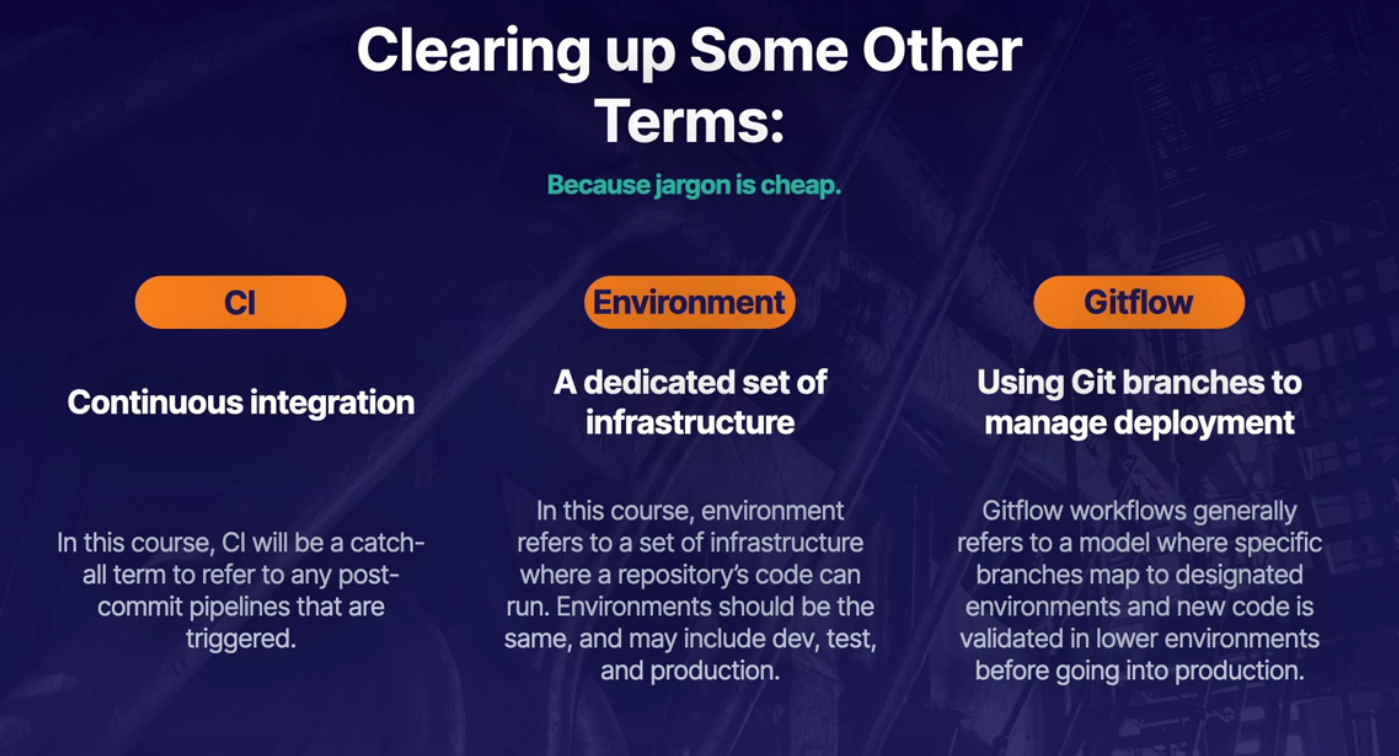 Clearing up Some Other
Terms:
Because jargon is cheap.
CI
Continuous integration
In this course, CI will be a catch-
all term to refer to any post-
commit pipelines that are
triggered.
Environment
A dedicated set of
infrastructure
In this course, environment
refers to a set of infrastructure
where a repository’s code can
run. Environments should be the
same, and may include dev, test,
and production.
Gitflow
Using Git branches to
manage deployment
Gitflow workflows generally
refers to a model where specific
branches map to designated
environments and new code is
validated in lower environments
before going into production.